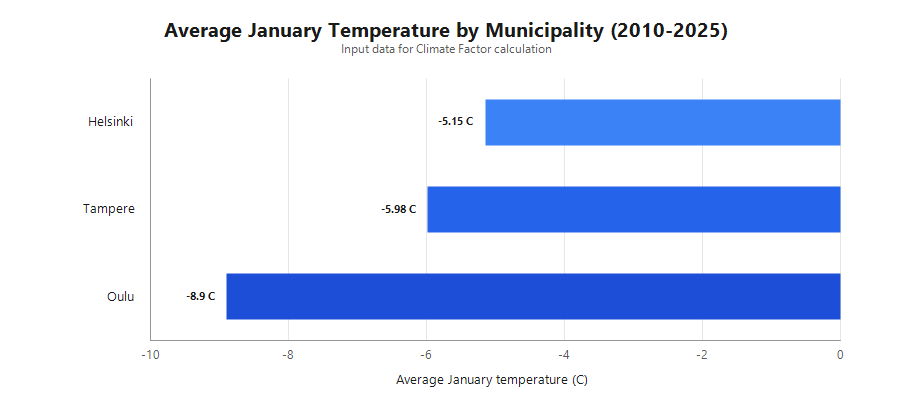 Average January Temperature by Municipality (2010-2025)
Input data for Climate Factor calculation
Helsinki
-5.15 C
Tampere
-5.98 C
Oulu
-8.9 C
-10 -8 -6 -4 -2 0
Average January temperature (C)